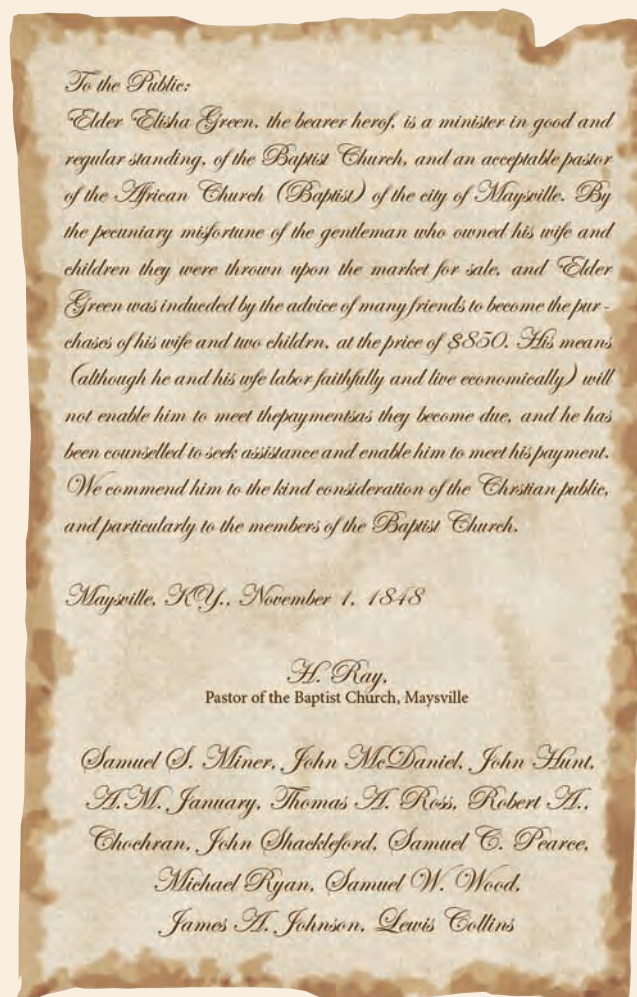 To the Public:
Elder Elisha Green, the bearer herof, is a minister in good and
regular standing, of the Baptist Church, and an acceptable pastor
of the African Church (Baptist) of the city of Maysville. By
the pecuniary misfortune of the gentleman who owned his wife and
children they were thrown upon the market for sale, and Elder
Green was indueded by the advice of many friends to become the pur-
chases of his wife and two childrn, at the price of $850. His means
(although he and his wfe labor faithfully and live economically) will
not enable him to meet thepaymentsas they become due, and he has
been counselled to seek assistance and enable him to meet his payment.
We commend him to the kind consideration of the Chrstian public,
and particularly to the members of the Baptist Church.
Maysville, KY., November 1, 1848
H. Ray,
Pastor of the Baptist Church, Maysville
Samuel S. Miner, John McDaniel, John Hunt,
A.M. January, Thomas A. Ross, Robert A.,
Chochran, John Shackleford, Samuel C. Pearce,
Michael Ryan, Samuel W. Wood,
James A. Johnson, Lewis Collins